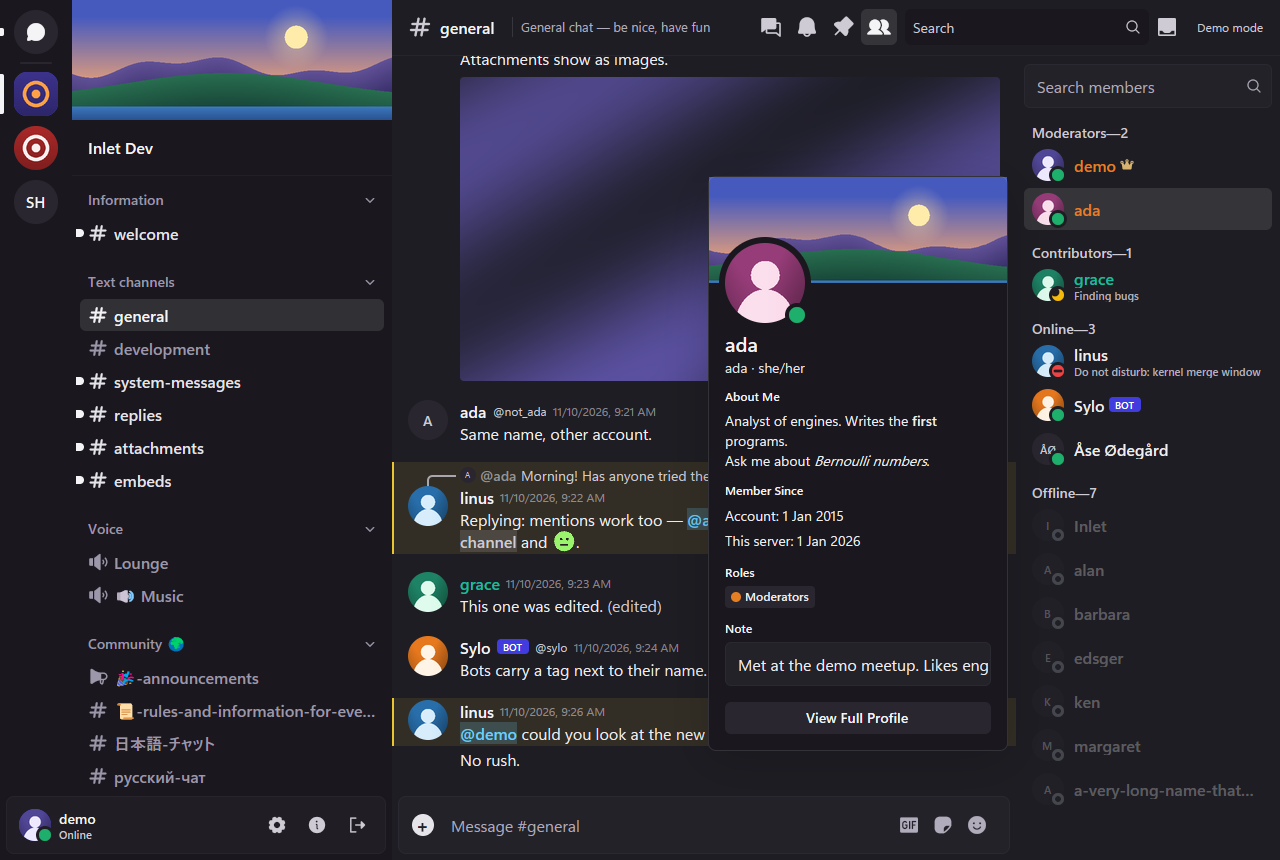 SH
Inlet Dev
Information
welcome
Text channels
general
development
system-messages
replies
attachments
embeds
Voice
Lounge
Music
Community
-announcements
-rules-and-information-for-eve...
日本語-チャット
русский-чат
demo
Online
general
General chat — be nice, have fun
Search
Demo mode
Attachments show as images.
A
ada @not_ada 11/10/2026, 9:21 AM
Same name, other account.
A @ada Morning! Has anyone tried the
linus 11/10/2026, 9:22 AM
Replying: mentions work too — @a
channel and .
grace 11/10/2026, 9:23 AM
This one was edited. (edited)
Sylo BOT @sylo 11/10/2026, 9:24 AM
Bots carry a tag next to their name.
linus 11/10/2026, 9:26 AM
@demo could you look at the new
No rush.
Message #general
GIF
ada
ada · she/her
About Me
Analyst of engines. Writes the first
programs.
Ask me about Bernoulli numbers.
Member Since
Account: 1 Jan 2015
This server: 1 Jan 2026
Roles
Moderators
Note
Met at the demo meetup. Likes eng
View Full Profile
Search members
Moderators—2
demo
ada
Contributors—1
grace
Finding bugs
Online—3
linus
Do not disturb: kernel merge window
Sylo BOT
ÅØ
Åse Ødegård
Offline—7
I
Inlet
A
alan
B
barbara
E
edsger
K
ken
M
margaret
A
a-very-long-name-that...